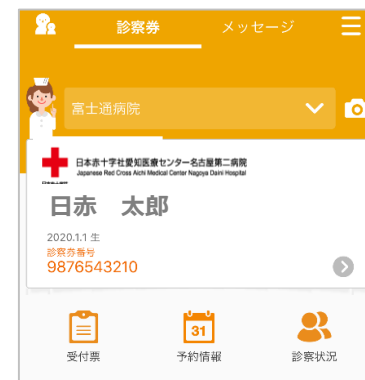 診察券 メッセージ
富士通病院
日本赤十字社愛知医療センター名古屋第二病院
Japanese Red Cross Aichi Medical Center Nagoya Daini Hospital
日赤 太郎
2020.1.1 生
診察券番号
9876543210
31
受付票 予約情報 診察状況